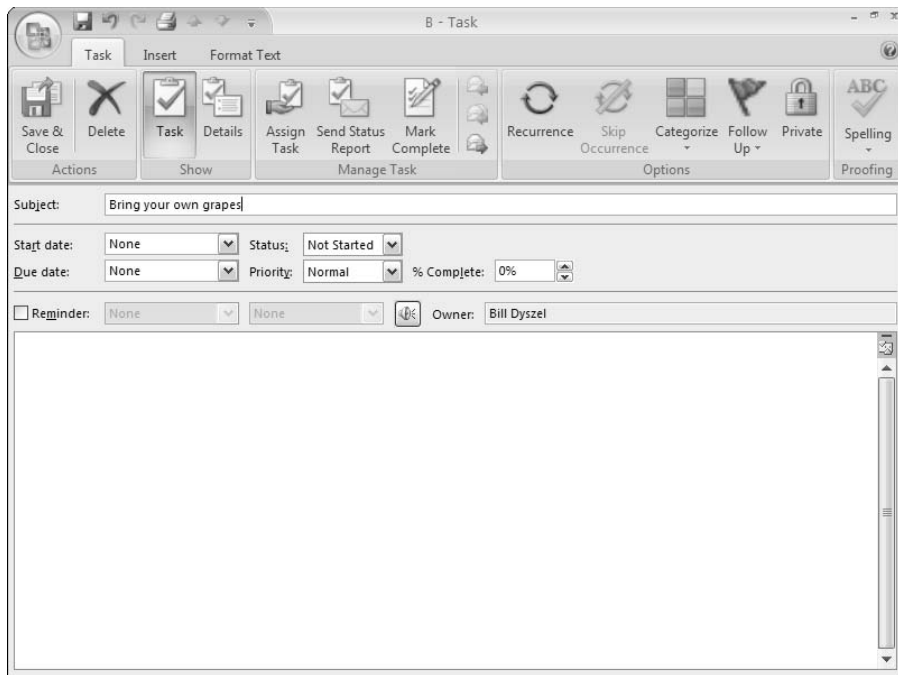 B - Task
Task Insert Format Text
Save & Close
Delete
Task
Details
Assign Task
Send Status Report
Mark Complete
Recurrence
Skip Occurrence
Categorize
Follow Up
Private
ABC
Spelling
Actions Show Manage Task Options Proofing
Subject: Bring your own grapes
Start date: None Status: Not Started
Due date: None Priority: Normal % Complete: 0%
Reminder: None None Owner: Bill Dyszel